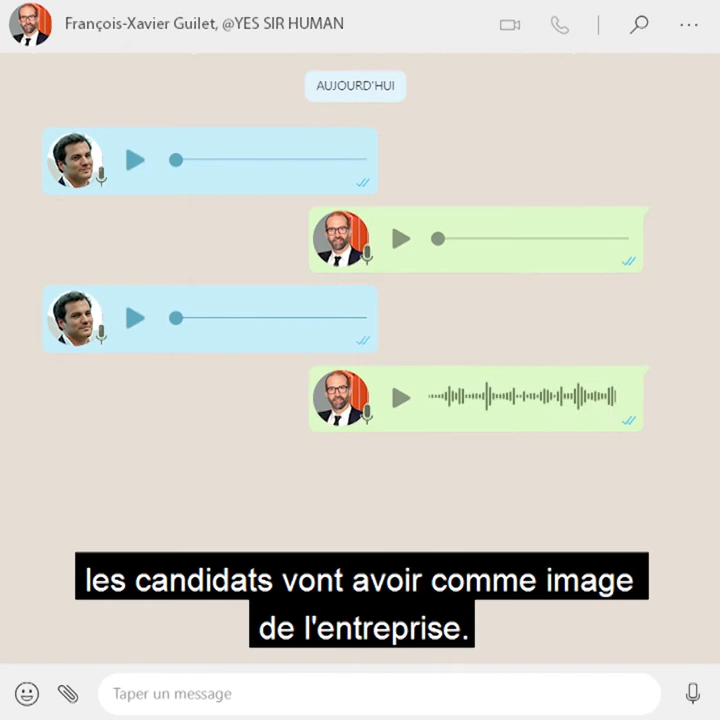 François-Xavier Guilet, @YES SIR HUMAN
AUJOURD'HUI
les candidats vont avoir comme image
de l'entreprise.
Taper un message